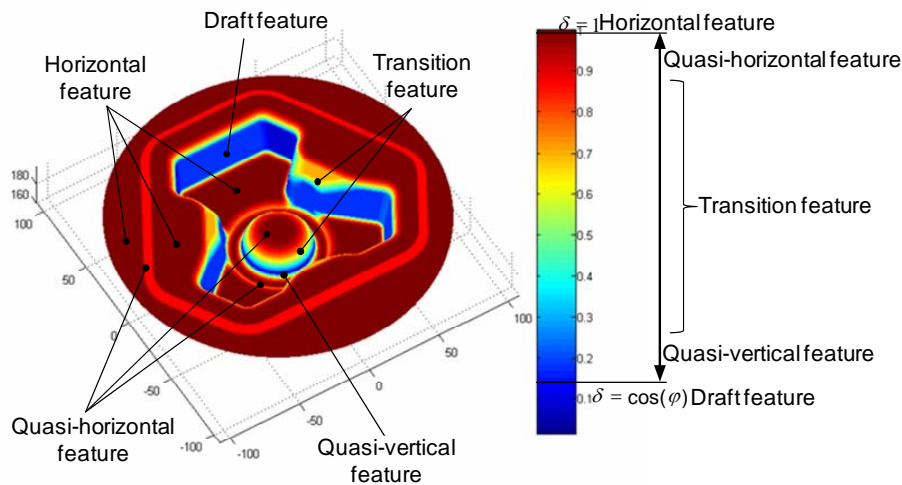 Draft feature
Horizontal
feature
Transition
feature
180
160
100
50
0
-50
-100
-100
-50
0
50
100
Quasi-horizontal
feature
Quasi-vertical
feature
δ = 1 Horizontal feature
0.9
0.8
0.7
0.6
0.5
0.4
0.3
0.2
0.1
Quasi-horizontal feature
Transition feature
Quasi-vertical feature
δ = cos(φ) Draft feature